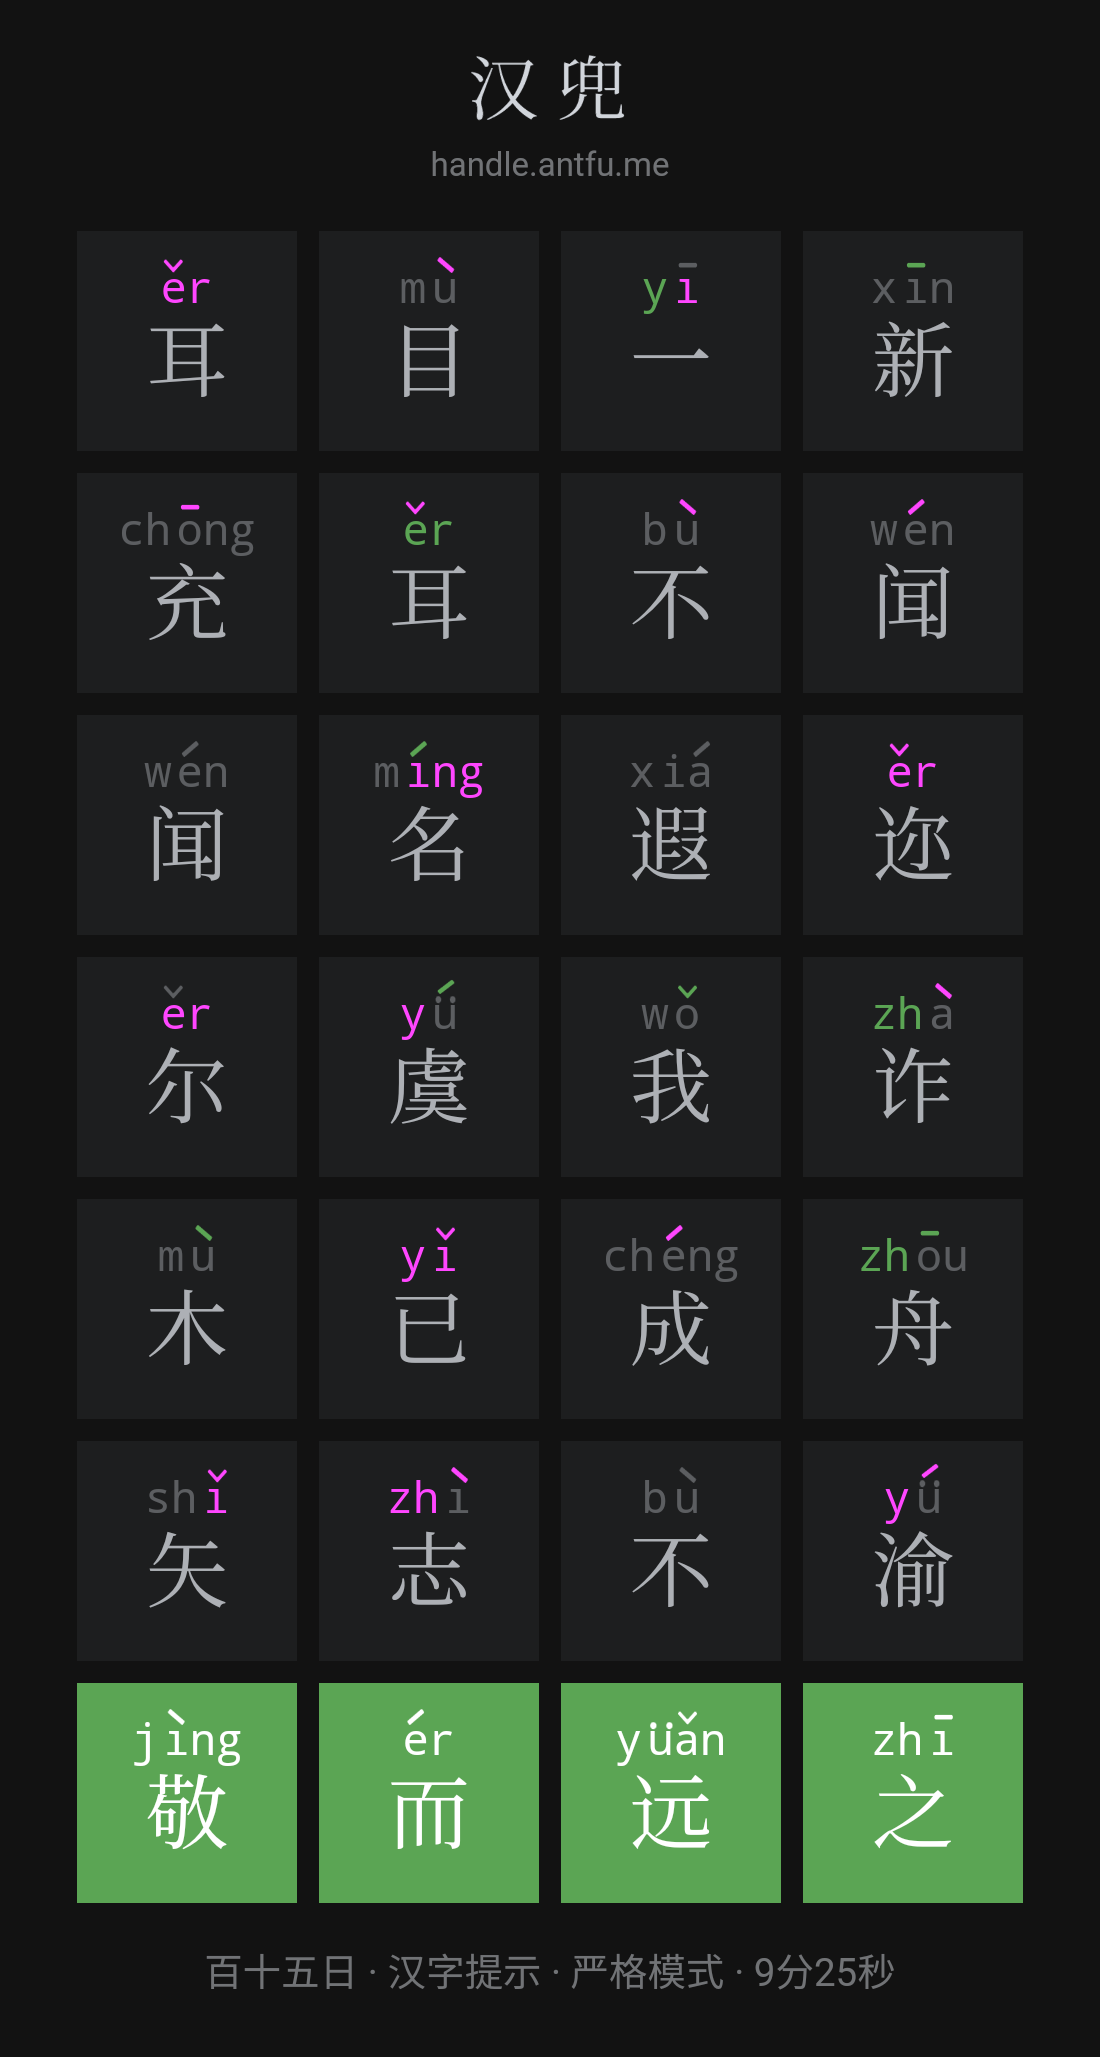 汉兜
handle.antfu.me
ěr mù yī xīn
耳 目 一 新
chōng ěr bù wén
充 耳 不 闻
wén míng xiá ěr
闻 名 遐 迩
ěr yǘ wǒ zhà
尔 虞 我 诈
mù yǐ chéng zhōu
木 已 成 舟
shǐ zhì bù yǘ
矢 志 不 渝
jìng ér yüǎn zhī
敬 而 远 之
百十五日 · 汉字提示 · 严格模式 · 9分25秒